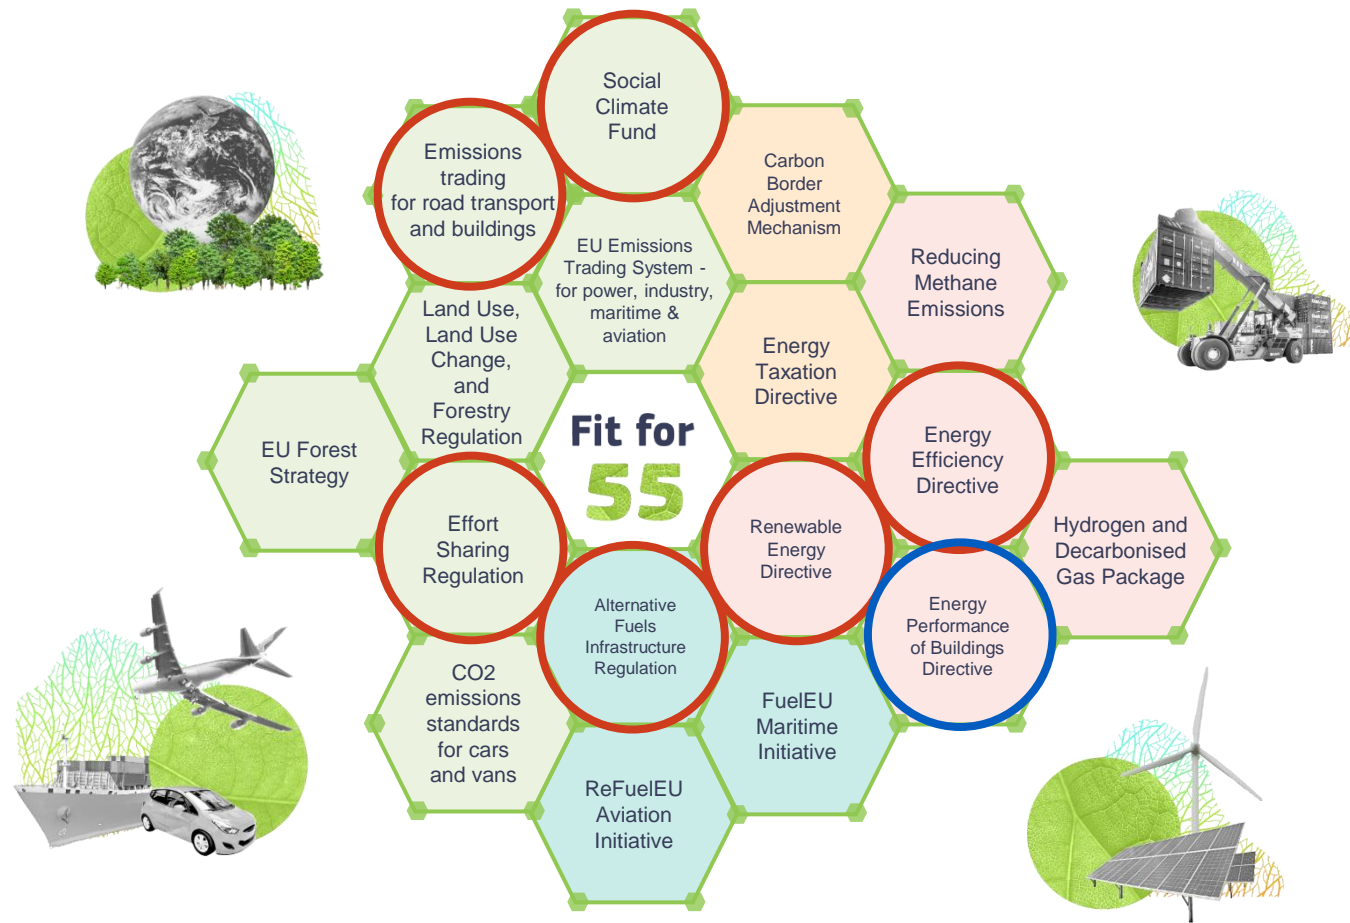 Social
Climate
Fund
Emissions
trading
for road transport
and buildings
Carbon
Border
Adjustment
Mechanism
EU Emissions
Trading System -
for power, industry,
maritime &
aviation
Reducing
Methane
Emissions
Land Use,
Land Use
Change,
and
Forestry
Regulation
Energy
Taxation
Directive
Fit for
55
EU Forest
Strategy
Energy
Efficiency
Directive
Effort
Sharing
Regulation
Renewable
Energy
Directive
Hydrogen and
Decarbonised
Gas Package
Alternative
Fuels
Infrastructure
Regulation
Energy
Performance
of Buildings
Directive
CO2
emissions
standards
for cars
and vans
FuelEU
Maritime
Initiative
ReFuelEU
Aviation
Initiative